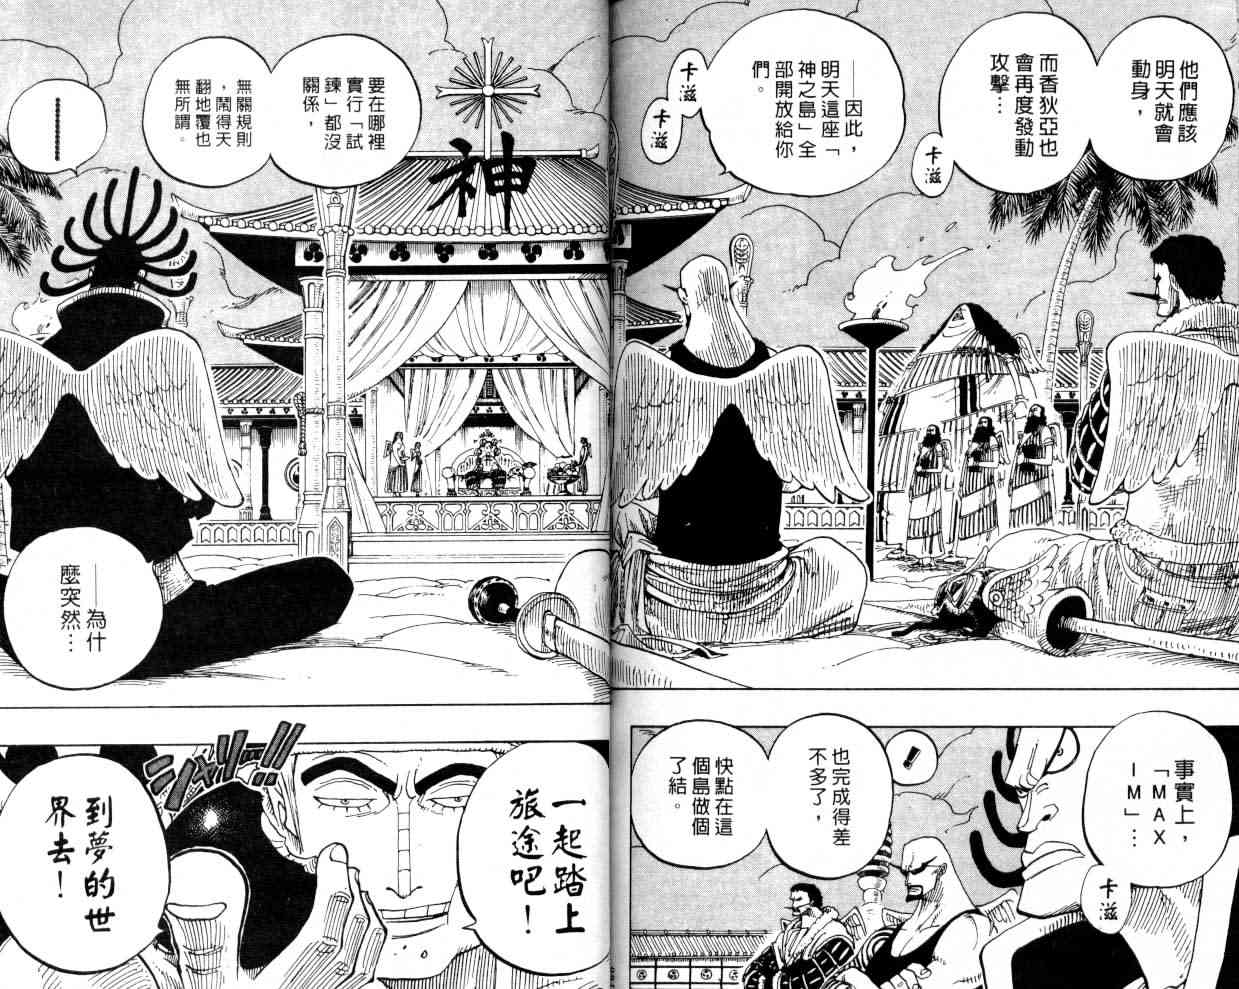 他們應該
明天就會
動身，
而香狄亞也
會再度發動
攻擊…
卡滋
——因此，
明天這座「
神之島」全
部開放給你
們。
卡滋
卡滋
要在哪裡
實行「試
鍊」都沒
關係，
無關規則
，鬧得天
翻地覆也
無所謂。
…………
神
——為什
麼突然…
事實上，
「MAX
IM」…
卡滋
!
也完成得差
不多了，
快點在這
個島做個
了結。
一起踏上
旅途吧！
シャリ!!!
到夢的世
界去！